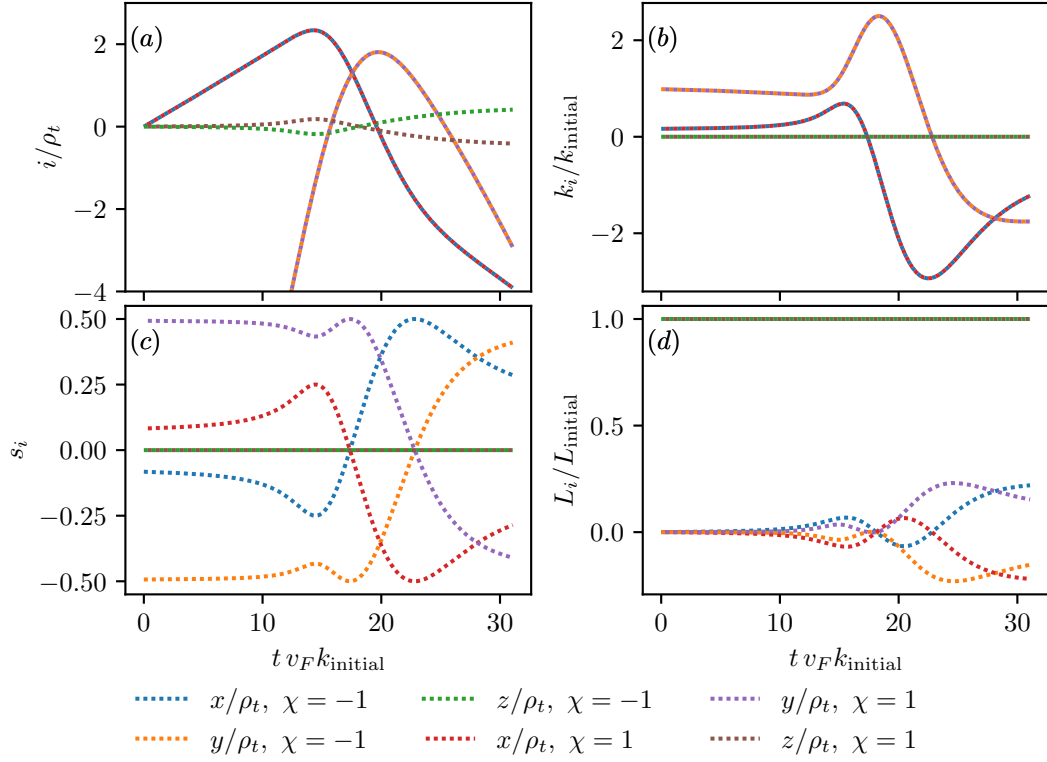 (a)
2
0
−2
−4
i/ρ_t
(b)
2
0
−2
k_i/k_initial
(c)
0.50
0.25
0.00
−0.25
−0.50
s_i
0
10
20
30
t v_F k_initial
(d)
1.0
0.5
0.0
L_i/L_initial
0
10
20
30
t v_F k_initial
x/ρ_t, χ = −1
z/ρ_t, χ = −1
y/ρ_t, χ = 1
y/ρ_t, χ = −1
x/ρ_t, χ = 1
z/ρ_t, χ = 1